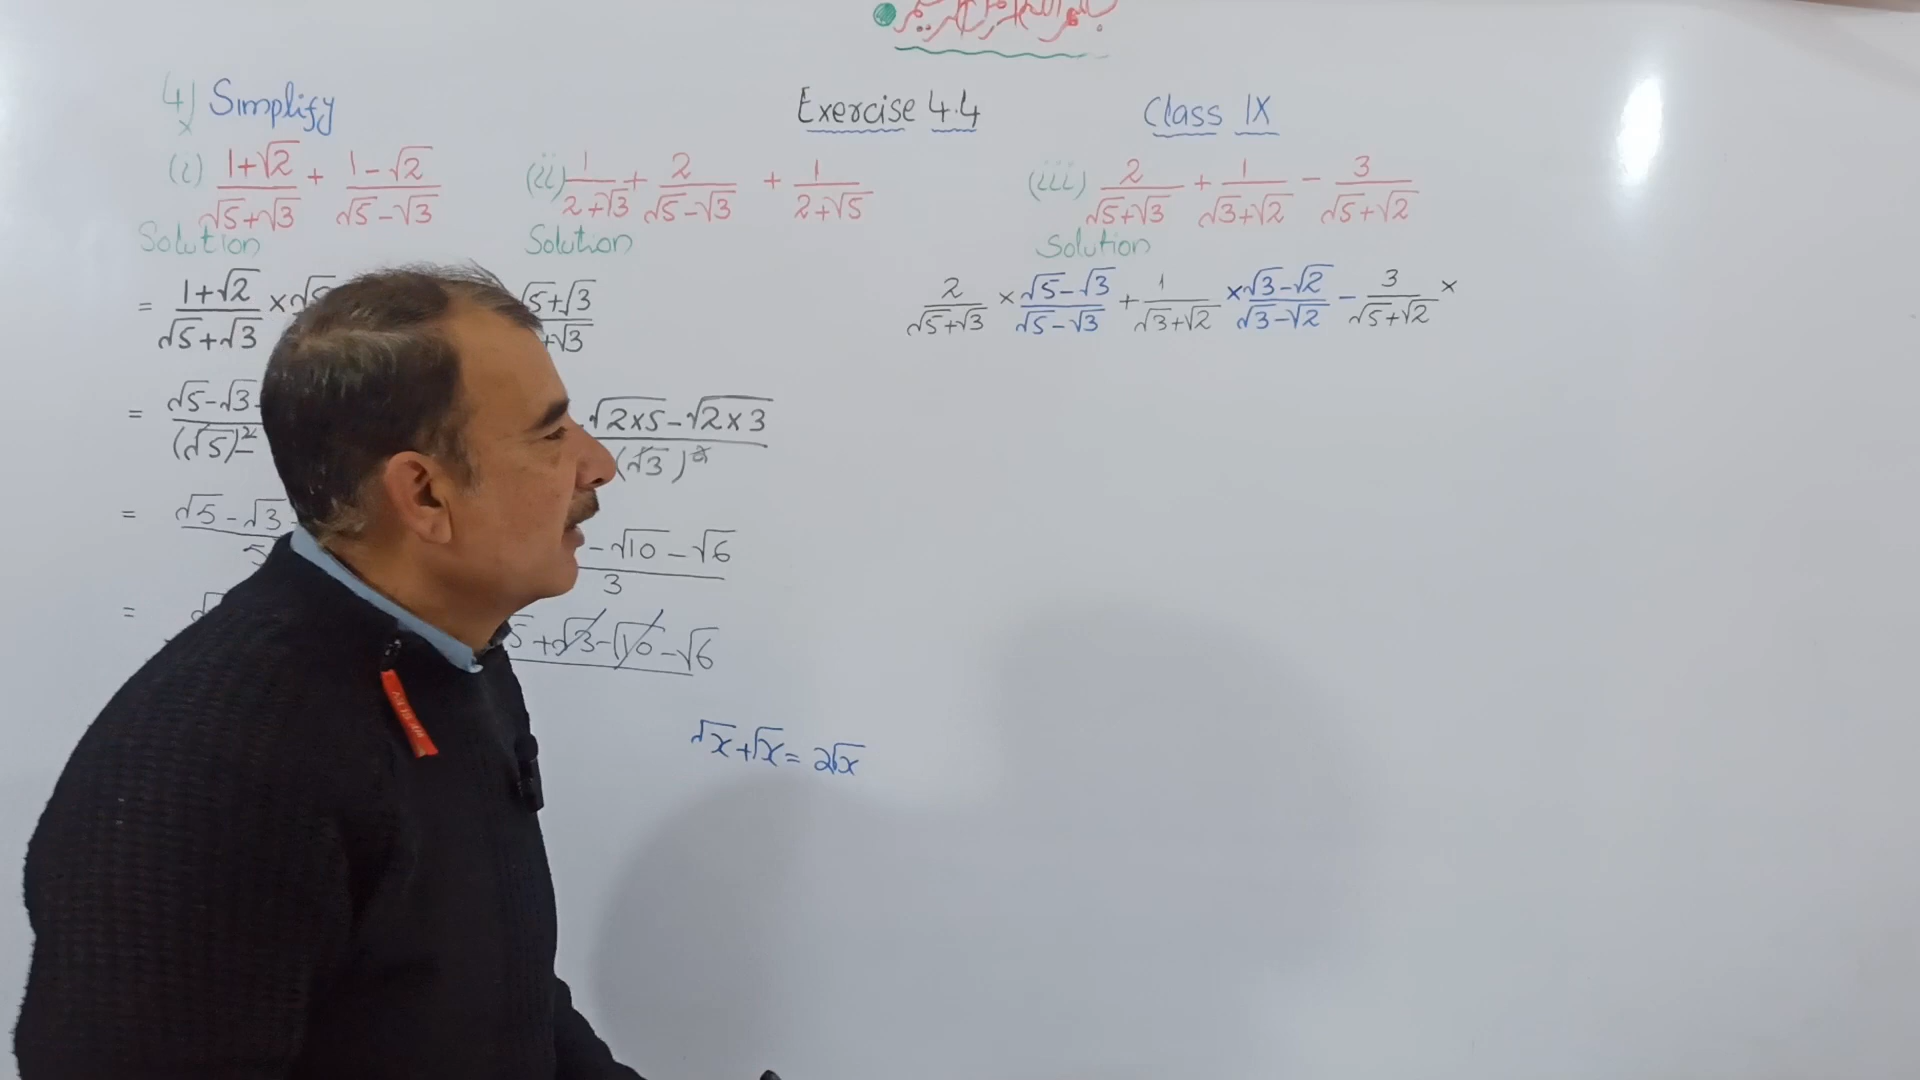 4) Simplify
Exercise 4.4
Class IX
(i) (1+√2)/(√5+√3) + (1-√2)/(√5-√3)
(ii) 1/(2+√3) + 2/(√5-√3) + 1/(2+√5)
(iii) 2/(√5+√3) + 1/(√3+√2) - 3/(√5+√2)
Solution
= (1+√2)/(√5+√3) ×
√5+√3
+√3
= √5-√3
(√5)²-
√2×5-√2×3
(√3)²
= √5-√3
5
-√10-√6
3
=
5+√3-√10-√6
√x+√x=2√x
Solution
Solution
2/(√5+√3) × (√5-√3)/(√5-√3) + 1/(√3+√2) × (√3-√2)/(√3-√2) - 3/(√5+√2) ×